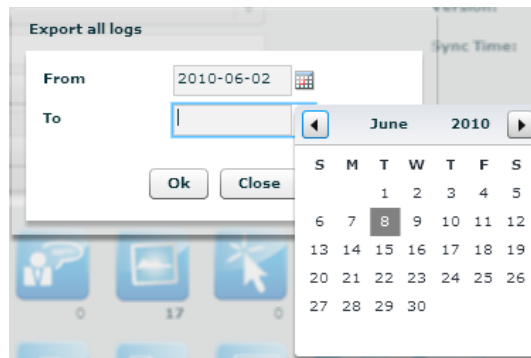 Version:
Export all logs
Sync Time:
From 2010-06-02
To
Ok Close
June 2010
S M T W T F S
1 2 3 4 5
6 7 8 9 10 11 12
13 14 15 16 17 18 19
20 21 22 23 24 25 26
27 28 29 30
0 17 0